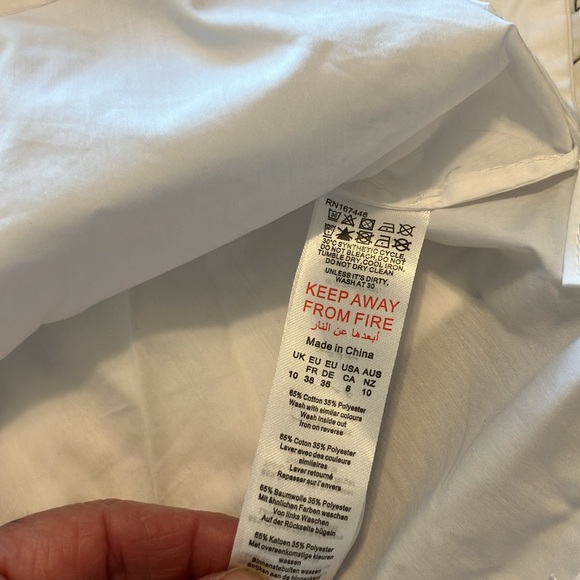 RN167448
30°C SYNTHETIC CYCLE,
DO NOT BLEACH,DO NOT
TUMBLE DRY,COOL IRON,
DO NOT DRY CLEAN
UNLESS IT'S DIRTY,
WASH AT 30
KEEP AWAY
FROM FIRE
أبعدها عن النار
Made in China
UK EU EU USA AUS
FR DE CA NZ
10 38 36 6 10
65% Cotton 35% Polyester
Wash with similar colours
Wash inside out
Iron on reverse
65% Coton 35% Polyester
Laver avec des couleurs
similaires
Laver retourné
Repasser sur l'envers
65% Baumwolle 35% Polyester
Mit ähnlichen Farben waschen
Von links Waschen
Auf der Rückseite bügeln
65% Katoen 35% Polyester
Met overeenkomstige kleuren
wassen
Binnenstebuiten wassen